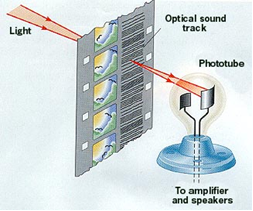 Optical sound
track
Light
Phototube
To amplifier
and speakers